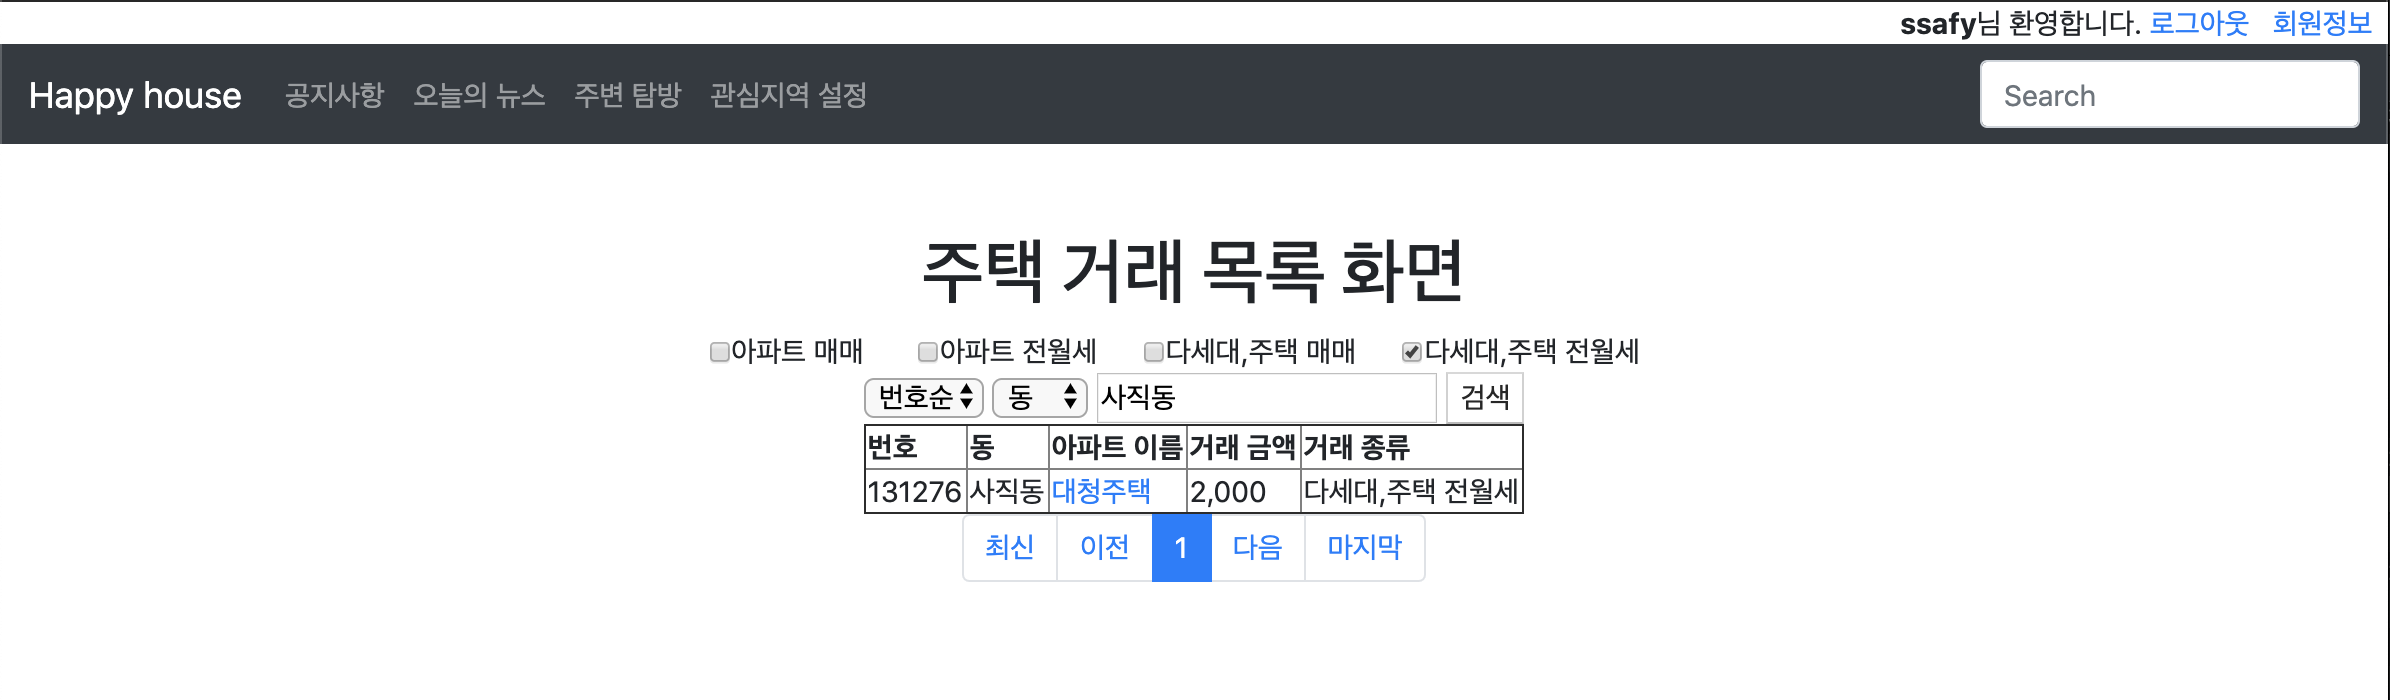 ssafy님 환영합니다. 로그아웃 회원정보
Happy house 공지사항 오늘의 뉴스 주변 탐방 관심지역 설정 Search
주택 거래 목록 화면
아파트 매매 아파트 전월세 다세대,주택 매매 다세대,주택 전월세
번호순 동 사직동 검색
번호 동 아파트 이름 거래 금액 거래 종류
131276 사직동 대청주택 2,000 다세대,주택 전월세
최신 이전 1 다음 마지막